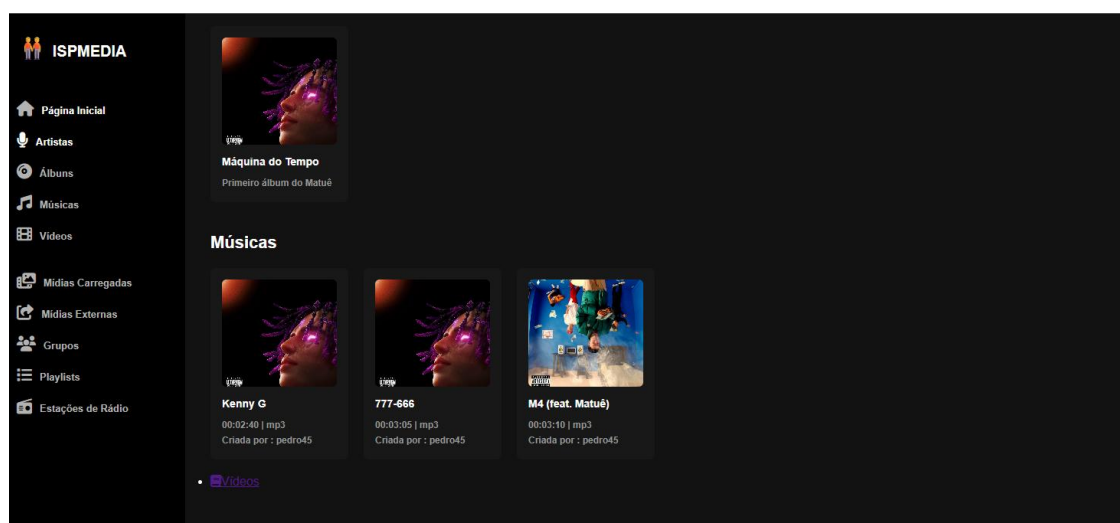 ISPMEDIA
Página Inicial
Artistas
Álbuns
Músicas
Vídeos
Mídias Carregadas
Mídias Externas
Grupos
Playlists
Estações de Rádio
Máquina do Tempo
Primeiro álbum do Matuê
Músicas
Kenny G
00:02:40 | mp3
Criada por : pedro45
777-666
00:03:05 | mp3
Criada por : pedro45
M4 (feat. Matuê)
00:03:10 | mp3
Criada por : pedro45
Vídeos